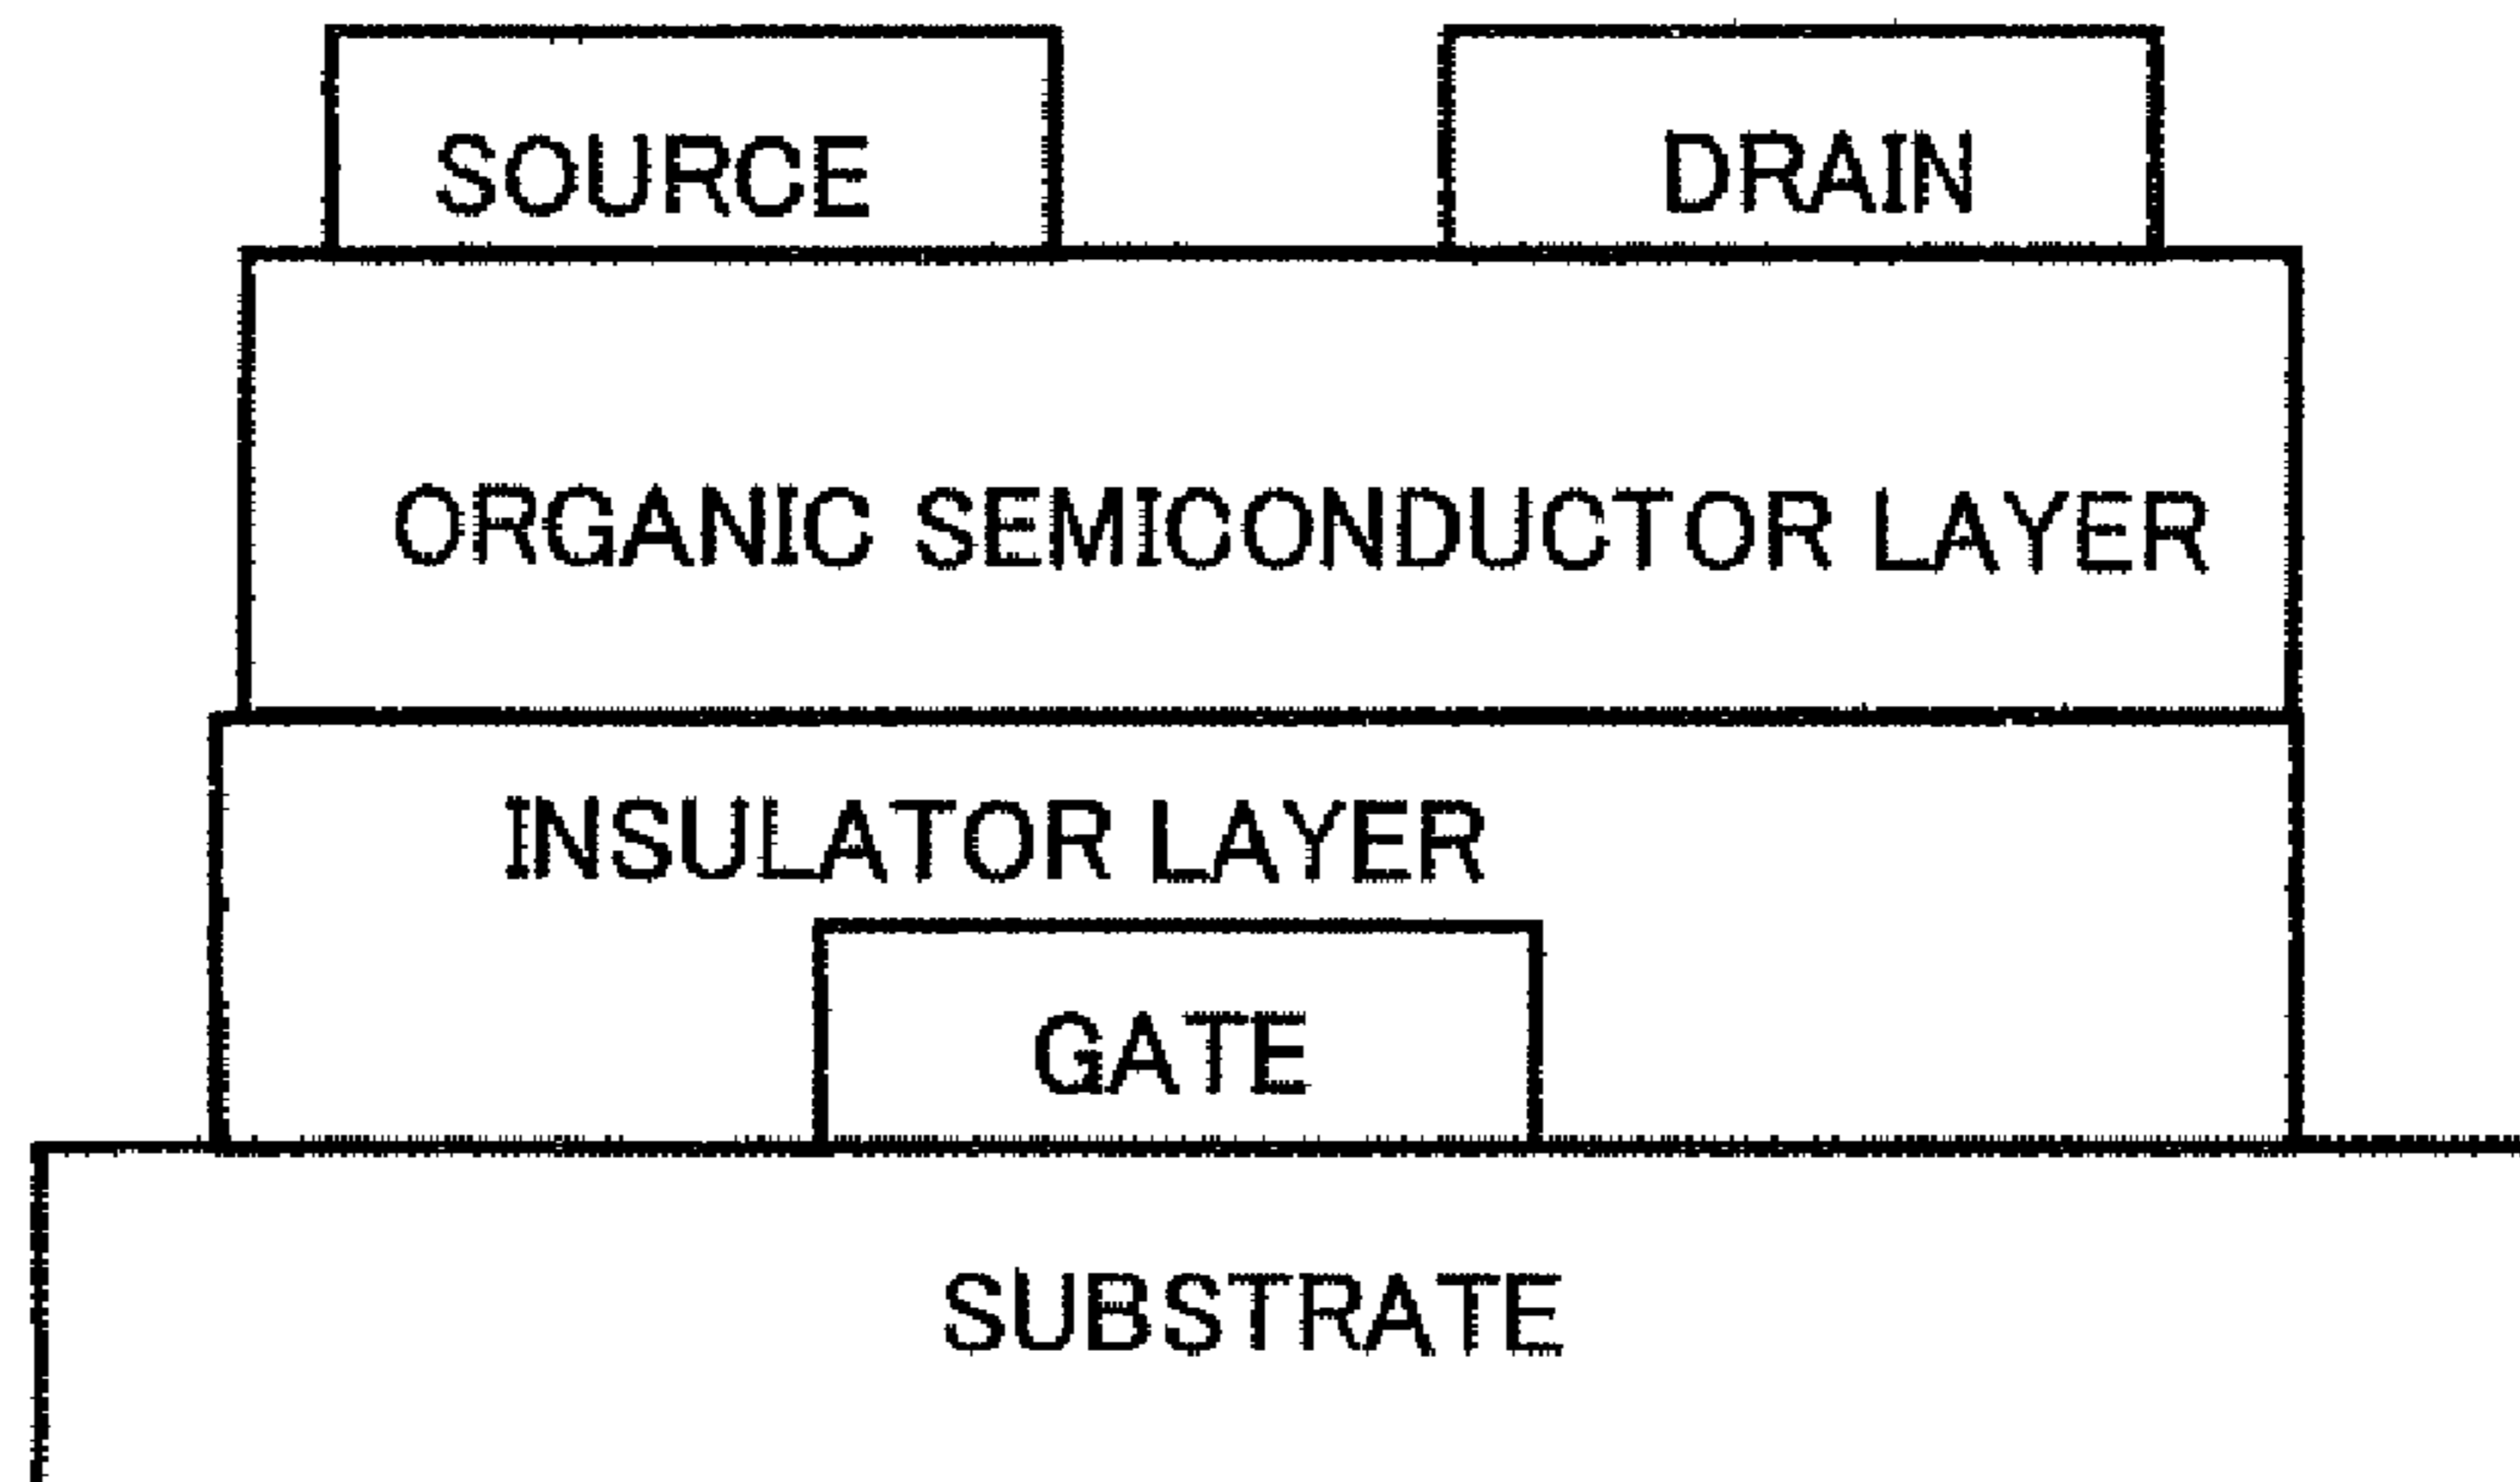 SOURCE DRAIN
ORGANIC SEMICONDUCTOR LAYER
INSULATOR LAYER
GATE
SUBSTRATE